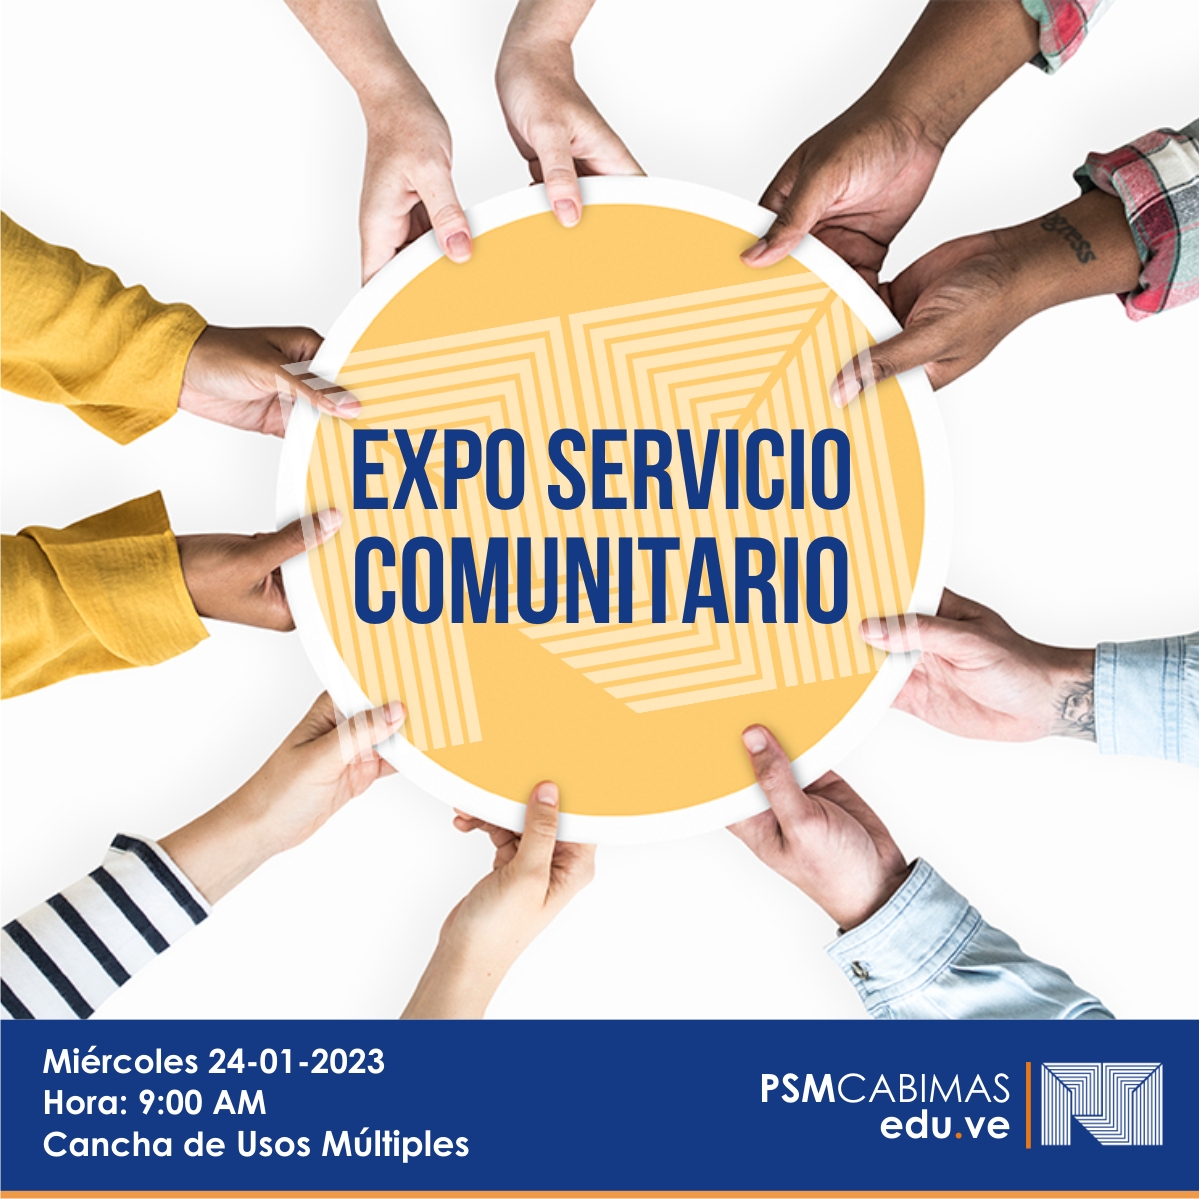 EXPO SERVICIO
COMUNITARIO
Miércoles 24-01-2023
Hora: 9:00 AM
Cancha de Usos Múltiples
PSMCABIMAS
edu.ve